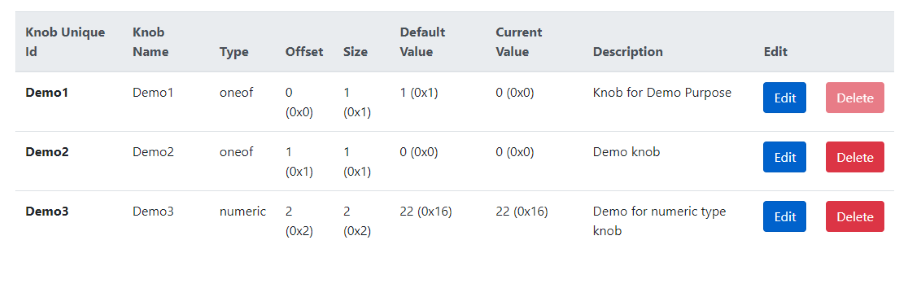 Knob Unique Id Knob Name Type Offset Size Default Value Current Value Description Edit
Demo1 Demo1 oneof 0 (0x0) 1 (0x1) 1 (0x1) 0 (0x0) Knob for Demo Purpose Edit Delete
Demo2 Demo2 oneof 1 (0x1) 1 (0x1) 0 (0x0) 0 (0x0) Demo knob Edit Delete
Demo3 Demo3 numeric 2 (0x2) 2 (0x2) 22 (0x16) 22 (0x16) Demo for numeric type knob Edit Delete